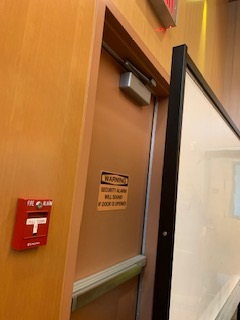 WARNING
SECURITY ALARM
WILL SOUND
IF DOOR IS OPENED
FIRE ALARM